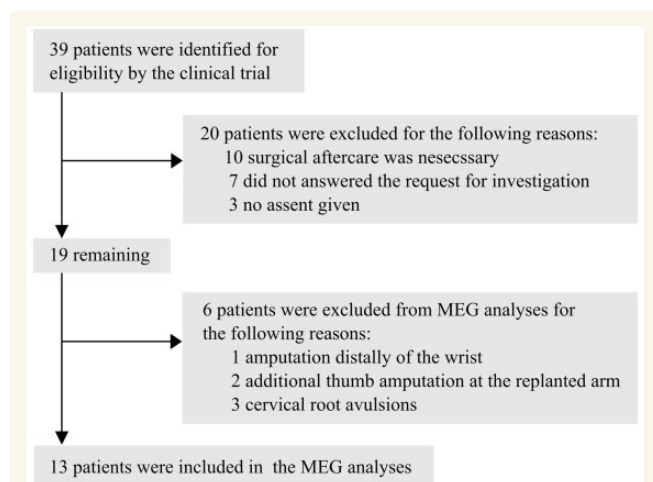 39 patients were identified for
eligibility by the clinical trial
20 patients were excluded for the following reasons:
10 surgical aftercare was nesecssary
7 did not answered the request for investigation
3 no assent given
19 remaining
6 patients were excluded from MEG analyses for
the following reasons:
1 amputation distally of the wrist
2 additional thumb amputation at the replanted arm
3 cervical root avulsions
13 patients were included in the MEG analyses